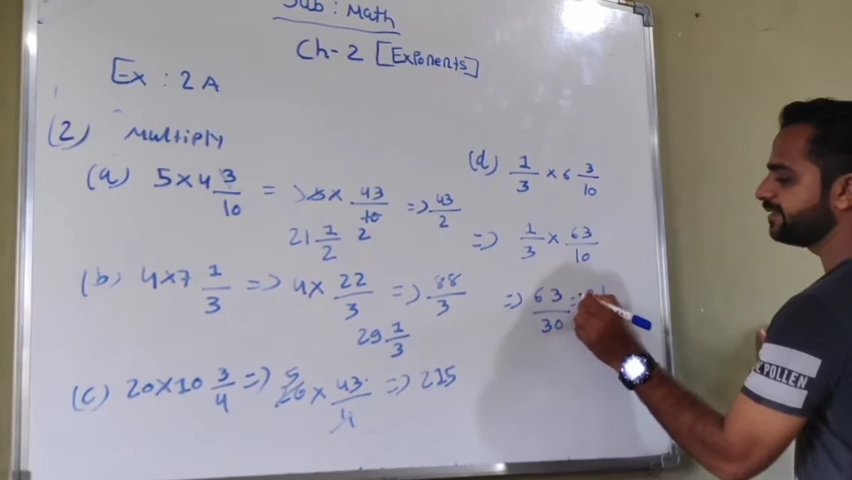 Sub : Math
Ch-2 [Exponents]
Ex : 2A
(2) Multiply
(a) 5×4 3/10 = 5× 43/10 => 43/2
21 1/2 2
(b) 4×7 1/3 => 4× 22/3 => 88/3
29 1/3
(c) 20×10 3/4 => 5 20 × 43/4 => 215
(d) 1/3 × 6 3/10
=> 1/3 × 63/10
=> 63/30 =
POLLEN